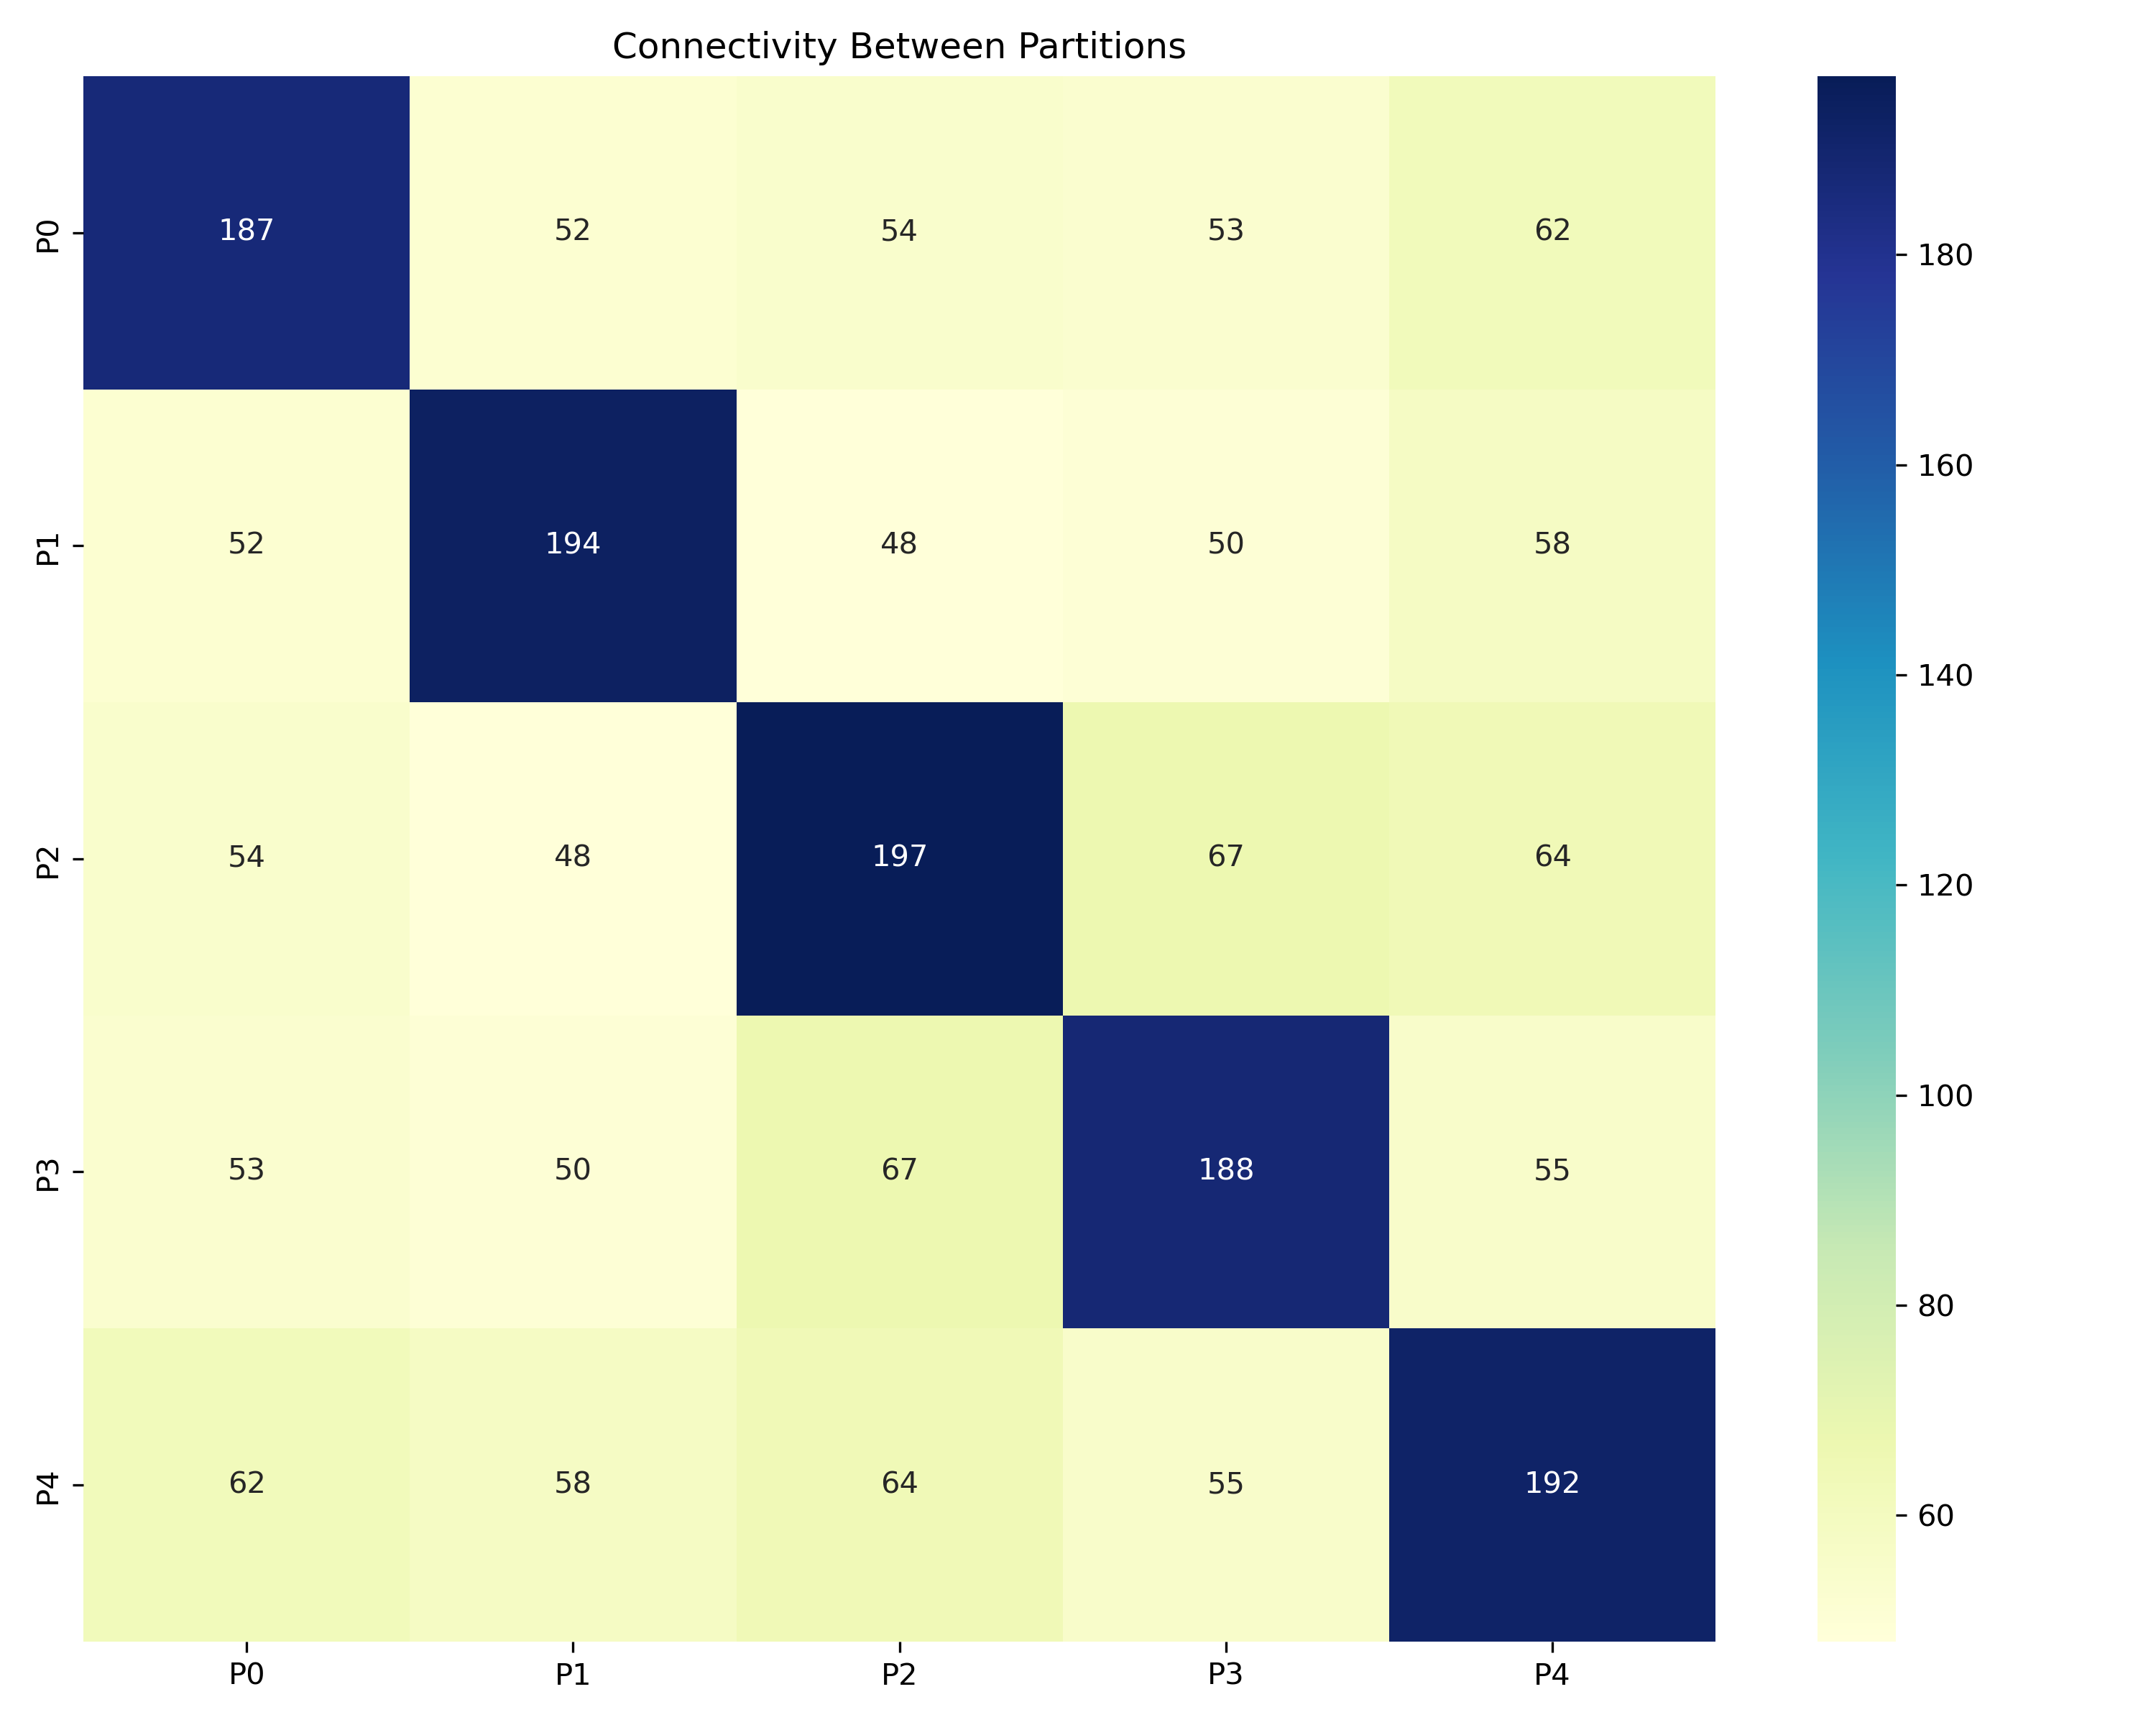 Connectivity Between Partitions
P0 187 52 54 53 62
P1 52 194 48 50 58
P2 54 48 197 67 64
P3 53 50 67 188 55
P4 62 58 64 55 192
P0 P1 P2 P3 P4
180
160
140
120
100
80
60